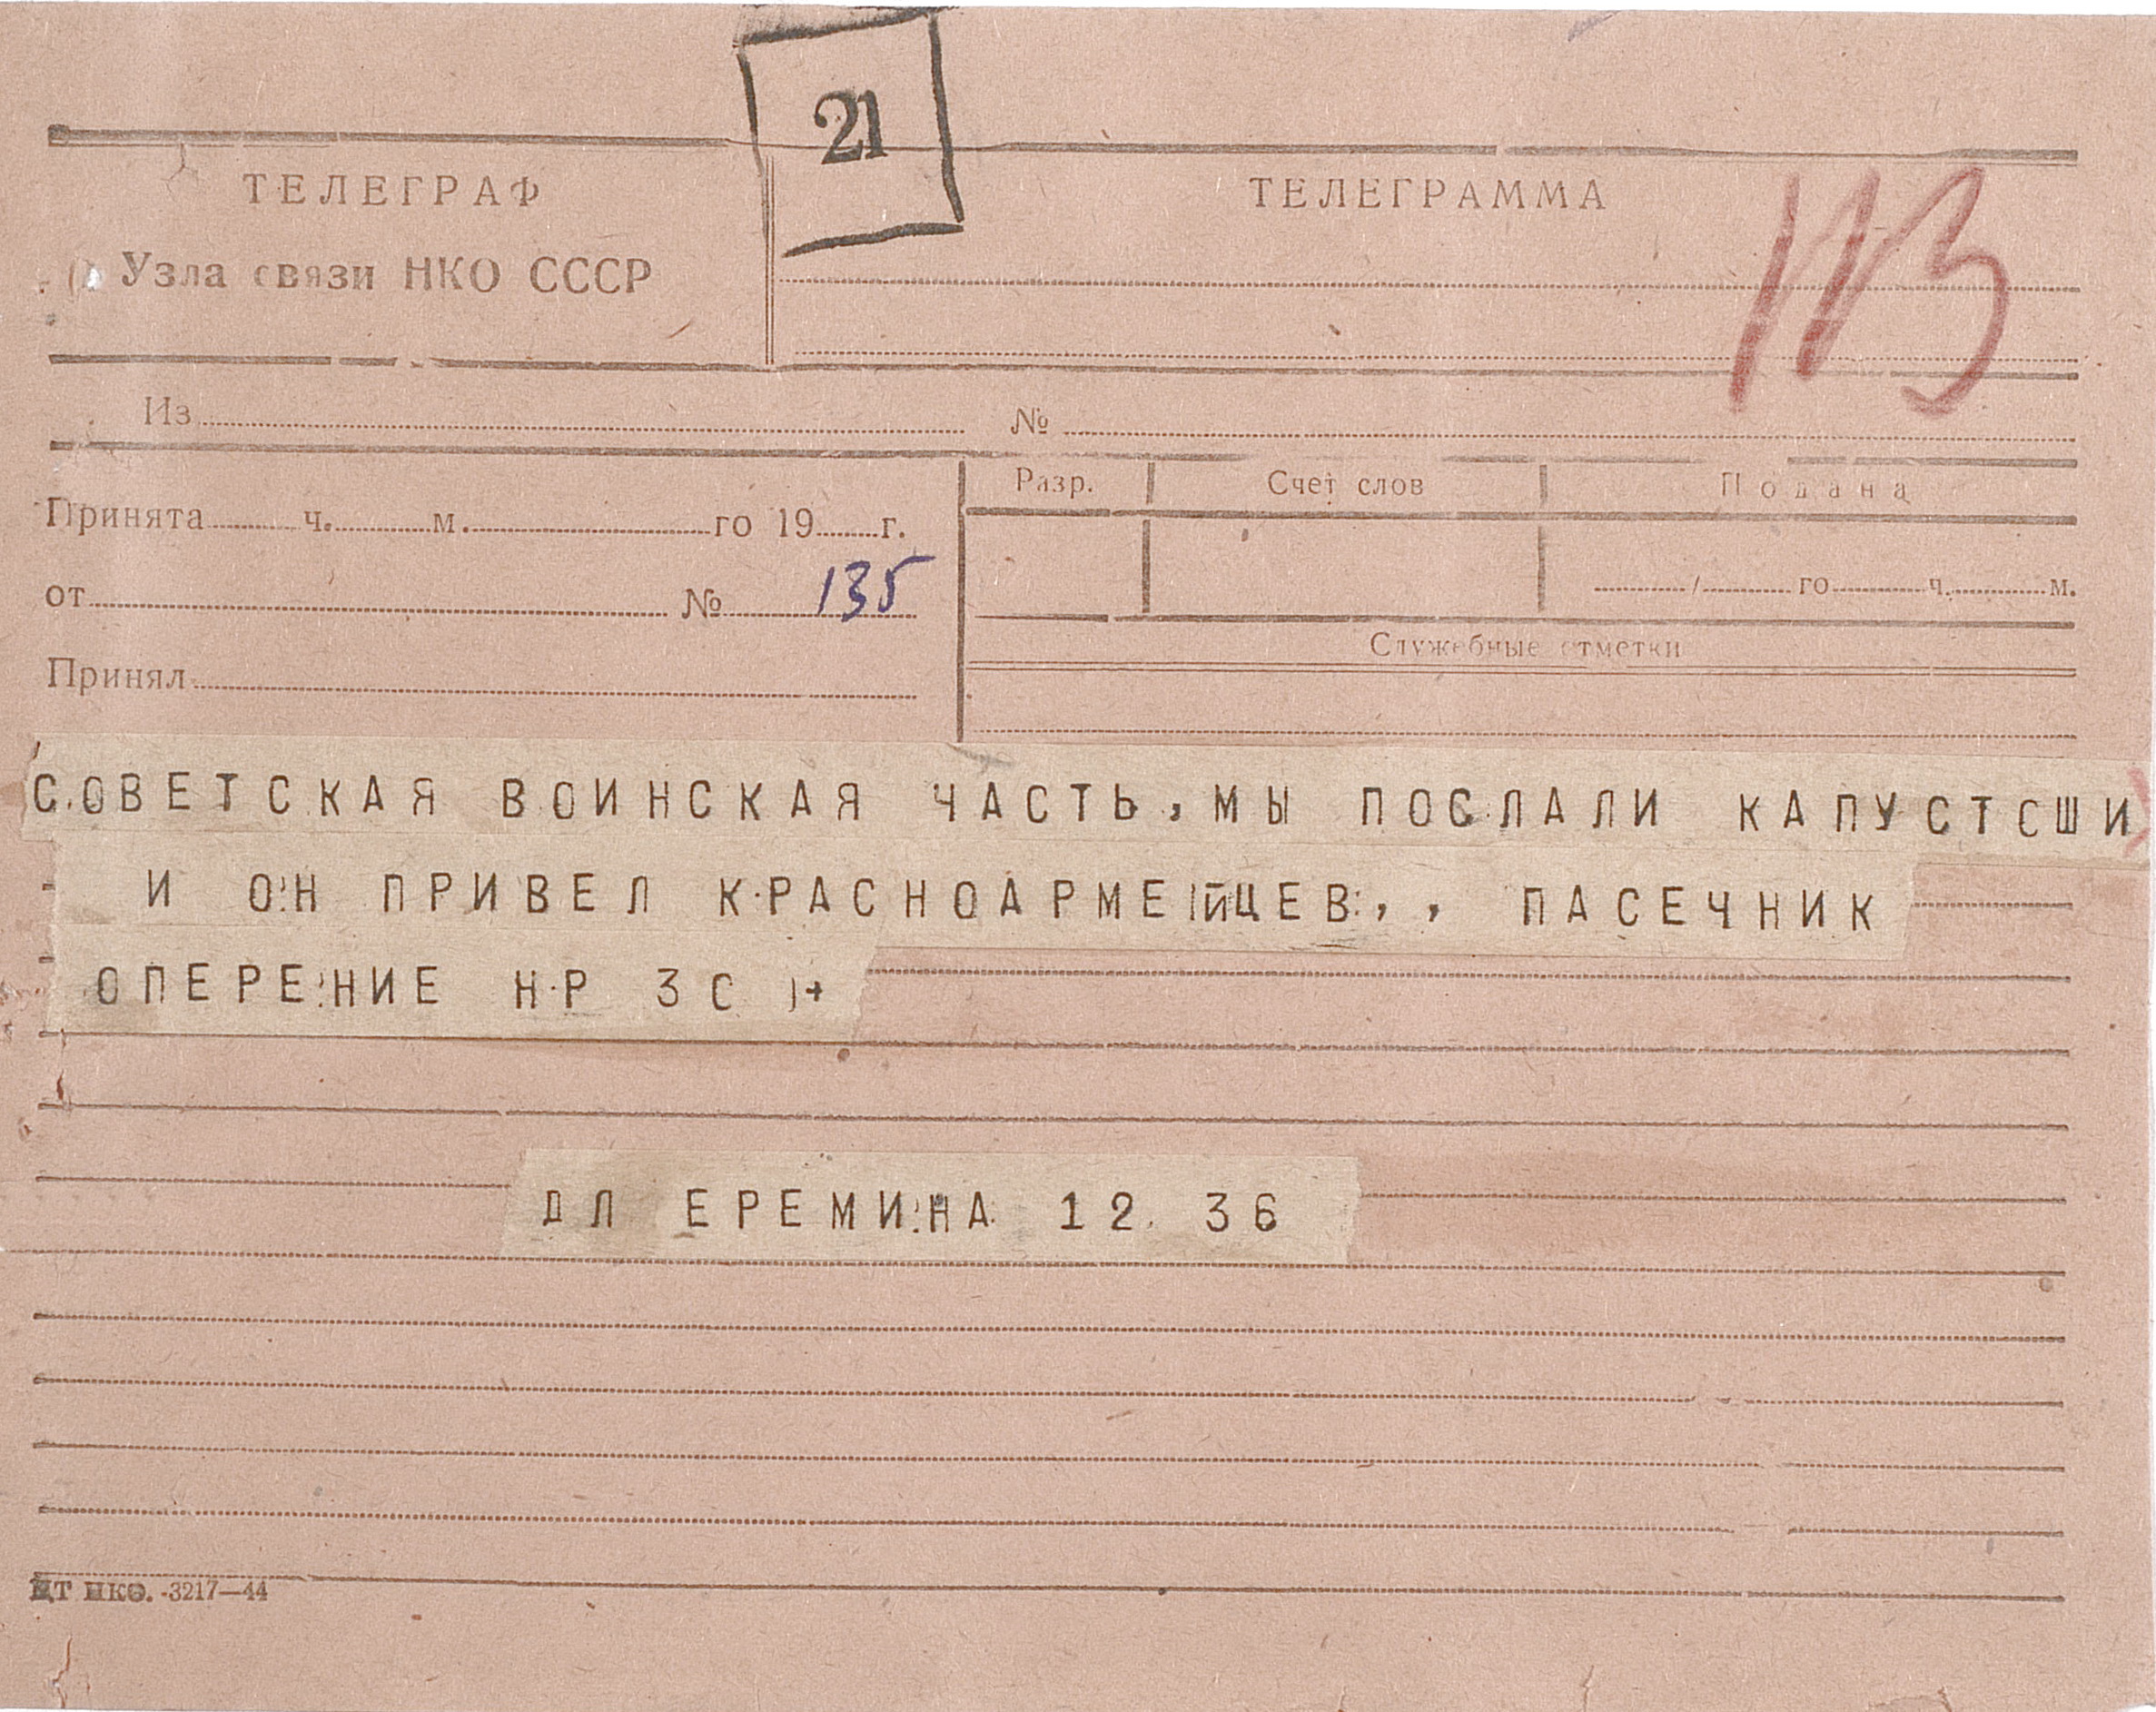 21
ТЕЛЕГРАФ
ТЕЛЕГРАММА
Узла связи НКО СССР
Из № 
Разр. Счет слов Подана
Принята ч. м. го 19 г.
/ го ч. м.
от № 135
Служебные отметки
Принял
СОВЕТСКАЯ ВОИНСКАЯ ЧАСТЬ, МЫ ПОСЛАЛИ КАПУСТСШИ
И ОН ПРИВЕЛ КРАСНОАРМЕЙЦЕВ,, ПАСЕЧНИК
ОПЕРЕНИЕ НР 3С )+
ДЛ ЕРЕМИНА 12 36
ЦТ НКО. -3217—44